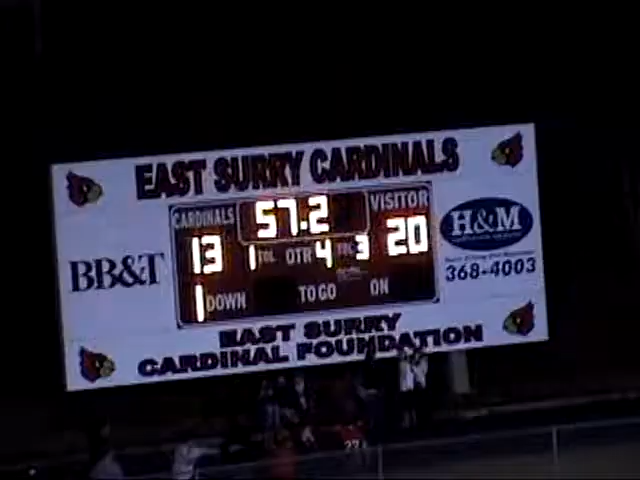 EAST SURRY CARDINALS
CARDINALS 57.2 VISITOR
13 1 TOL QTR 4 TOL 3 20
1 DOWN TO GO ON
BB&T
H&M
368-4003
EAST SURRY
CARDINAL FOUNDATION
27